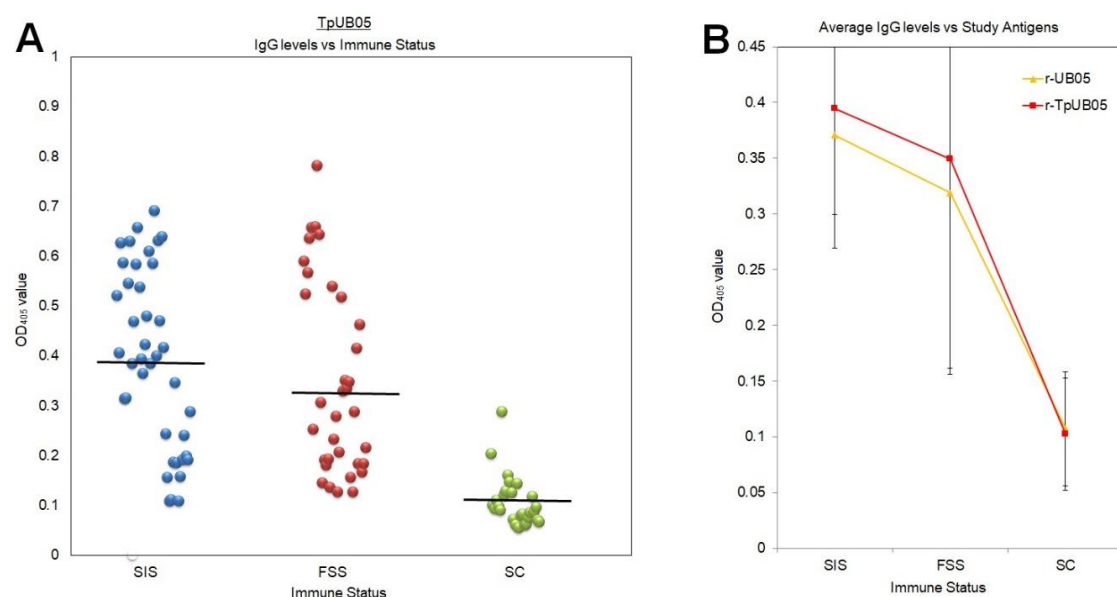 A
TpUB05
IgG levels vs Immune Status
1
0.9
0.8
0.7
0.6
0.5
0.4
0.3
0.2
0.1
0
OD405 value
SIS FSS SC
Immune Status
B
Average IgG levels vs Study Antigens
r-UB05
r-TpUB05
0.45
0.4
0.35
0.3
0.25
0.2
0.15
0.1
0.05
0
OD405 value
SIS FSS SC
Immune Status